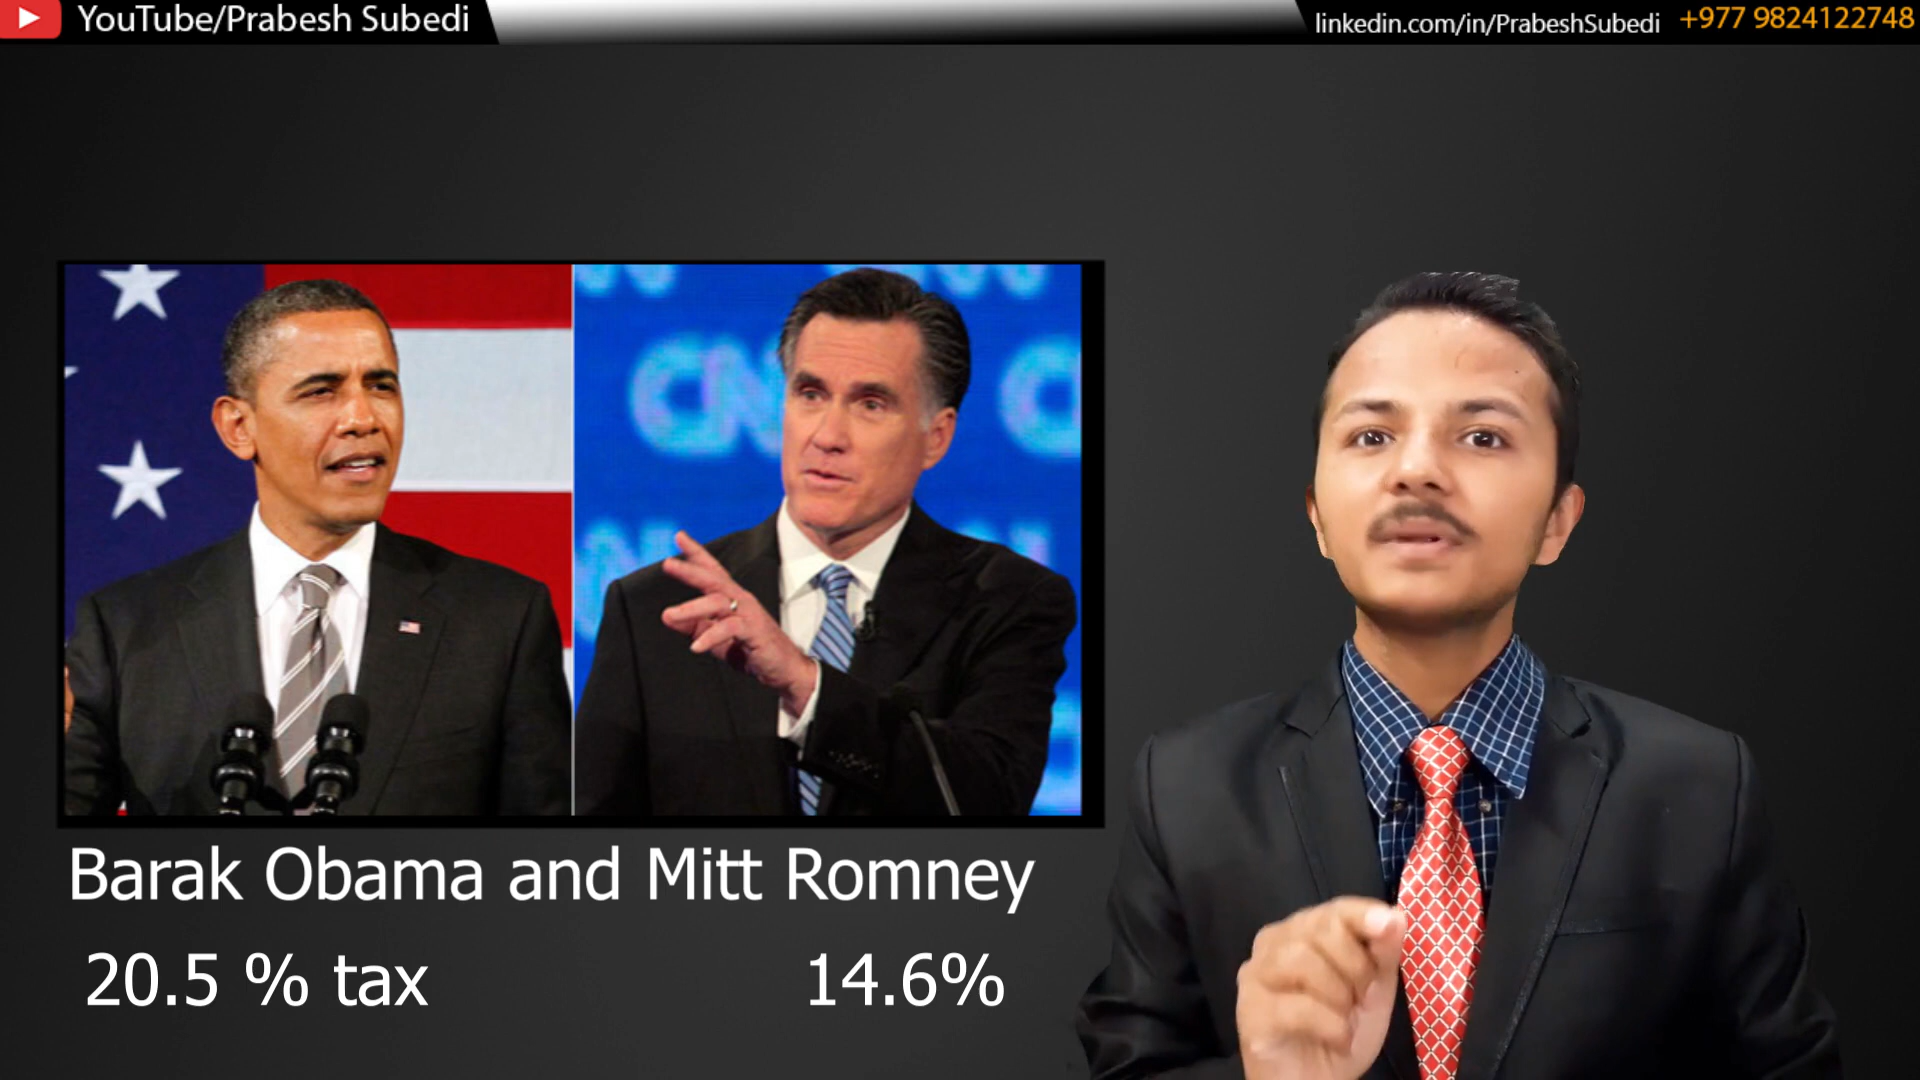 YouTube/Prabesh Subedi
linkedin.com/in/PrabeshSubedi +977 9824122748
CNN
Barak Obama and Mitt Romney
20.5 % tax 14.6%